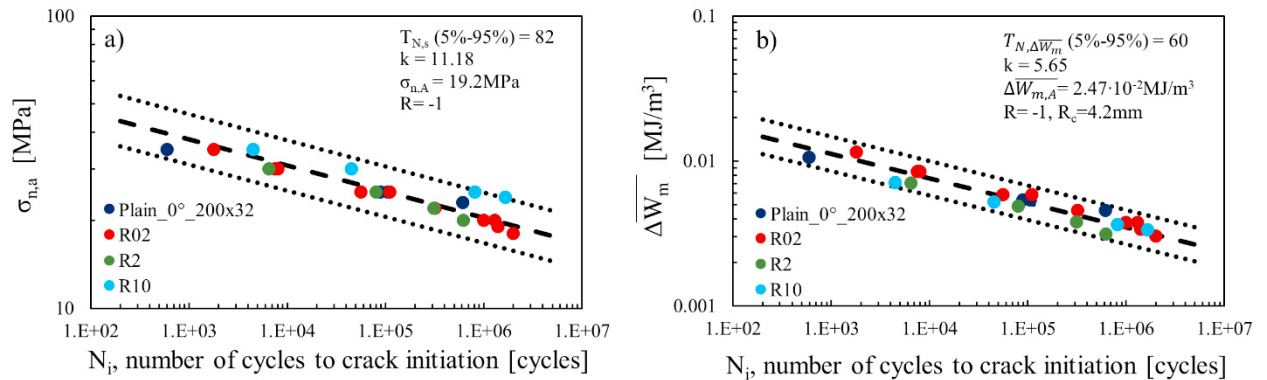 a)
100
10
σn,a [MPa]
T_N,s (5%-95%) = 82
k = 11.18
σ_n,A = 19.2MPa
R= -1
Plain_0°_200x32
R02
R2
R10
1.E+02 1.E+03 1.E+04 1.E+05 1.E+06 1.E+07
N_i, number of cycles to crack initiation [cycles]
b)
0.1
0.01
0.001
ΔW̅_m [MJ/m³]
T_N,ΔW̅_m (5%-95%) = 60
k = 5.65
ΔW̅_m,A= 2.47·10⁻²MJ/m³
R= -1, R_c=4.2mm
Plain_0°_200x32
R02
R2
R10
1.E+02 1.E+03 1.E+04 1.E+05 1.E+06 1.E+07
N_i, number of cycles to crack initiation [cycles]